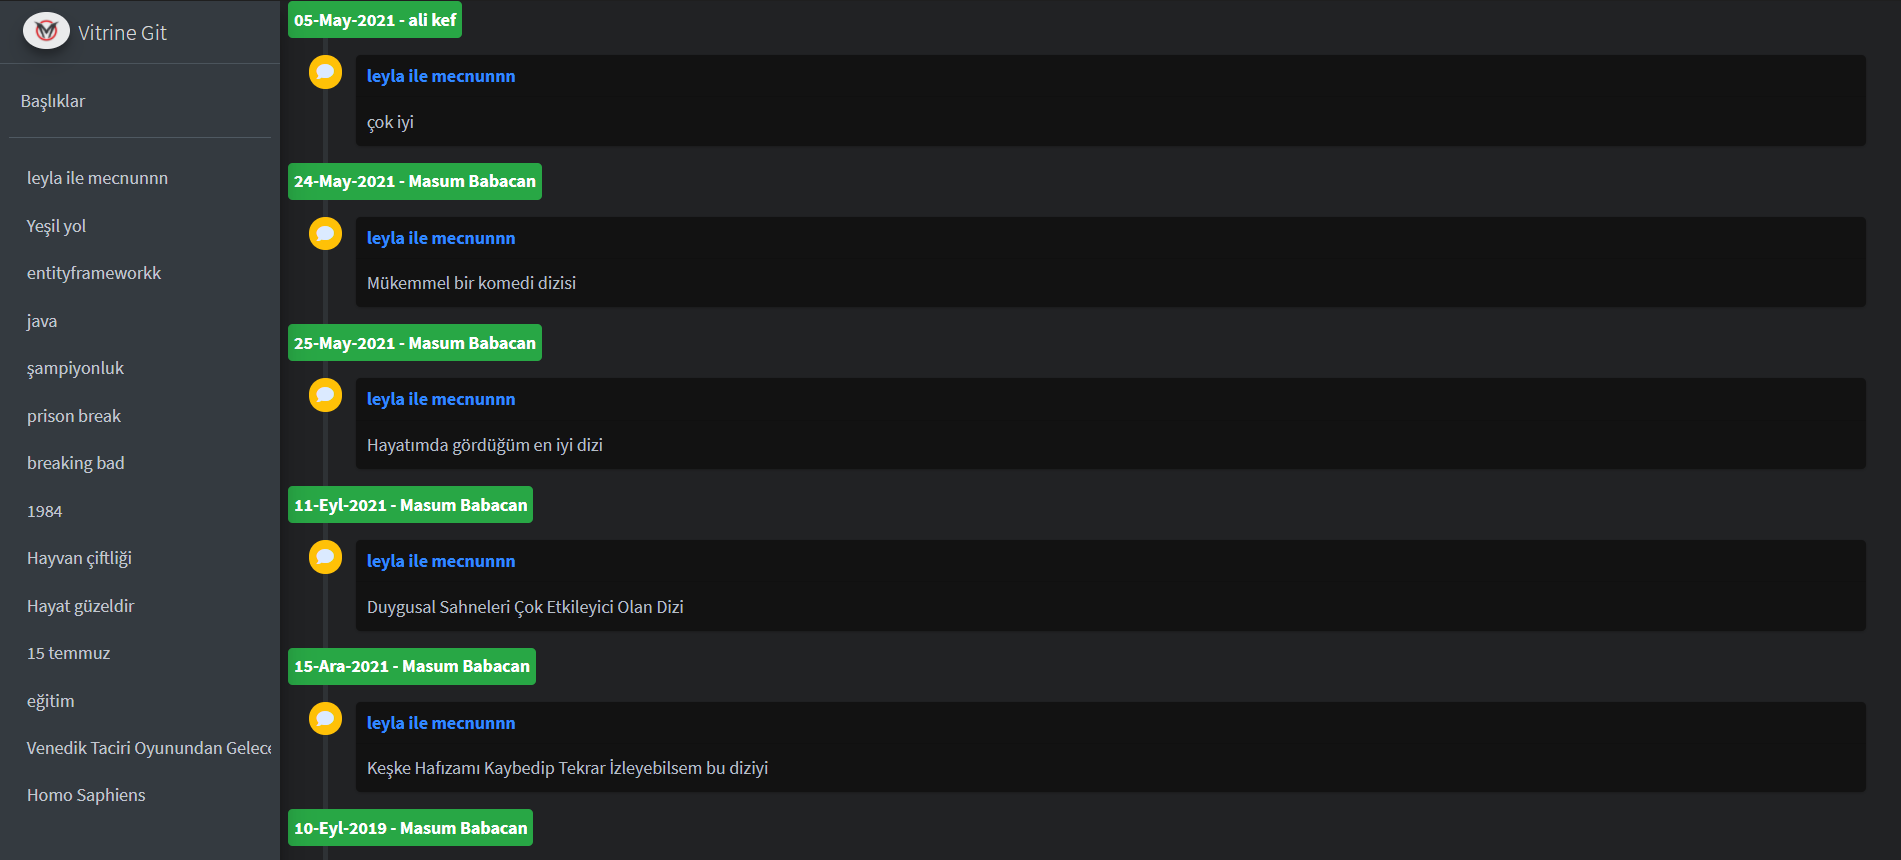 Vitrine Git
Başlıklar
leyla ile mecnunnn
Yeşil yol
entityframeworkk
java
şampiyonluk
prison break
breaking bad
1984
Hayvan çiftliği
Hayat güzeldir
15 temmuz
eğitim
Venedik Taciri Oyunundan Gelece
Homo Saphiens
05-May-2021 - ali kef
leyla ile mecnunnn
çok iyi
24-May-2021 - Masum Babacan
leyla ile mecnunnn
Mükemmel bir komedi dizisi
25-May-2021 - Masum Babacan
leyla ile mecnunnn
Hayatımda gördüğüm en iyi dizi
11-Eyl-2021 - Masum Babacan
leyla ile mecnunnn
Duygusal Sahneleri Çok Etkileyici Olan Dizi
15-Ara-2021 - Masum Babacan
leyla ile mecnunnn
Keşke Hafızamı Kaybedip Tekrar İzleyebilsem bu diziyi
10-Eyl-2019 - Masum Babacan